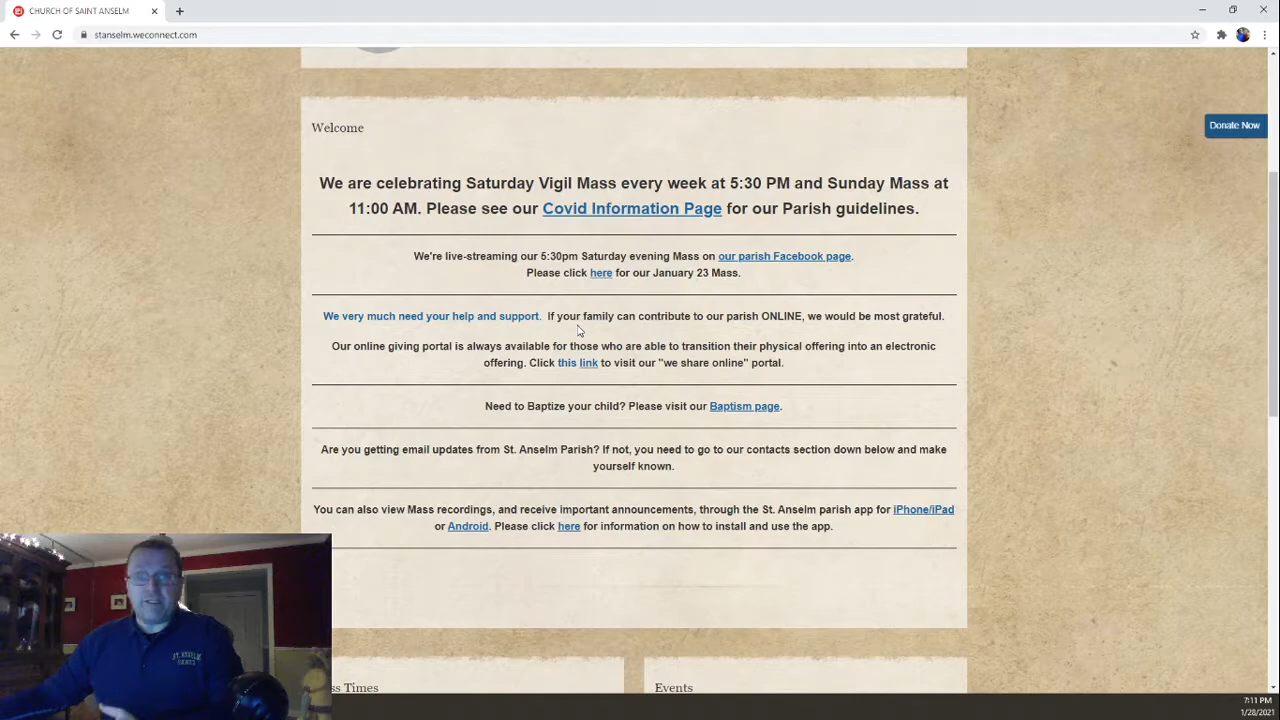 CHURCH OF SAINT ANSELM
stanselm.weconnect.com
Donate Now
Welcome
We are celebrating Saturday Vigil Mass every week at 5:30 PM and Sunday Mass at
11:00 AM. Please see our Covid Information Page for our Parish guidelines.
We're live-streaming our 5:30pm Saturday evening Mass on our parish Facebook page.
Please click here for our January 23 Mass.
We very much need your help and support. If your family can contribute to our parish ONLINE, we would be most grateful.
Our online giving portal is always available for those who are able to transition their physical offering into an electronic
offering. Click this link to visit our "we share online" portal.
Need to Baptize your child? Please visit our Baptism page.
Are you getting email updates from St. Anselm Parish? If not, you need to go to our contacts section down below and make
yourself known.
You can also view Mass recordings, and receive important announcements, through the St. Anselm parish app for iPhone/iPad
or Android. Please click here for information on how to install and use the app.
ST. ANSELM
ss Times
Events
7:11 PM
1/28/2021